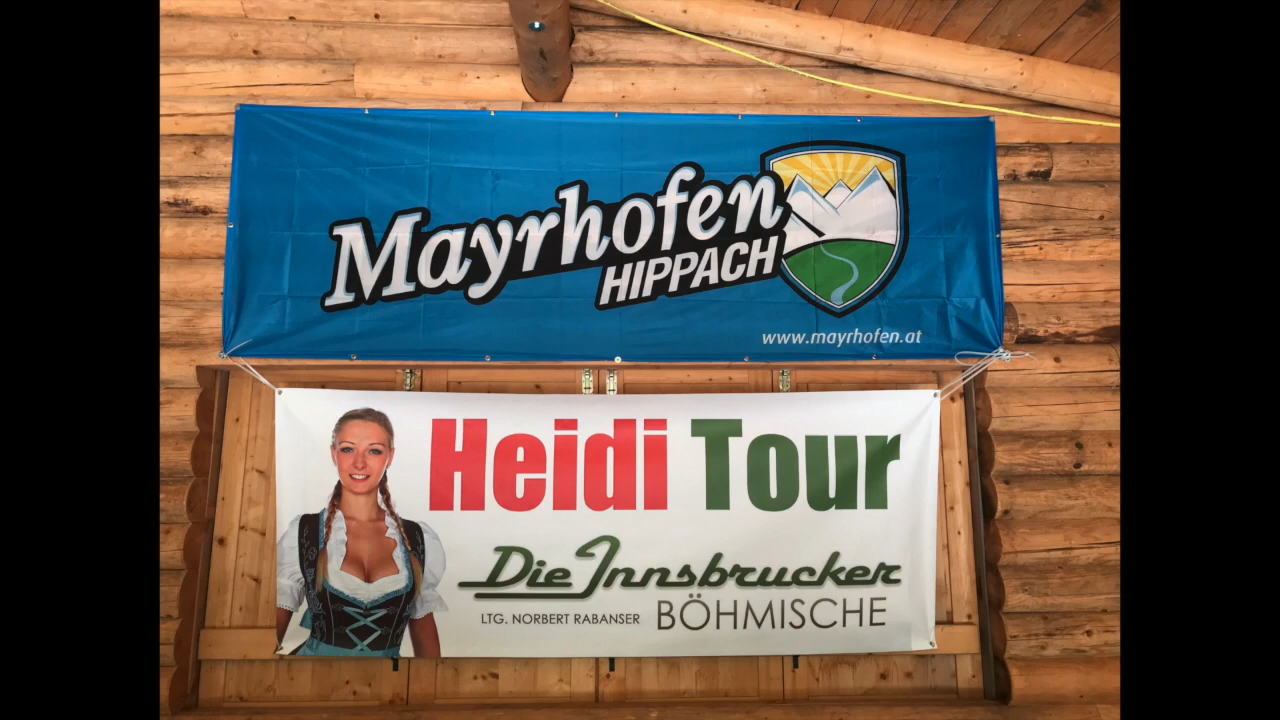 Mayrhofen
HIPPACH
www.mayrhofen.at
Heidi Tour
Die Innsbrucker
LTG. NORBERT RABANSER BÖHMISCHE